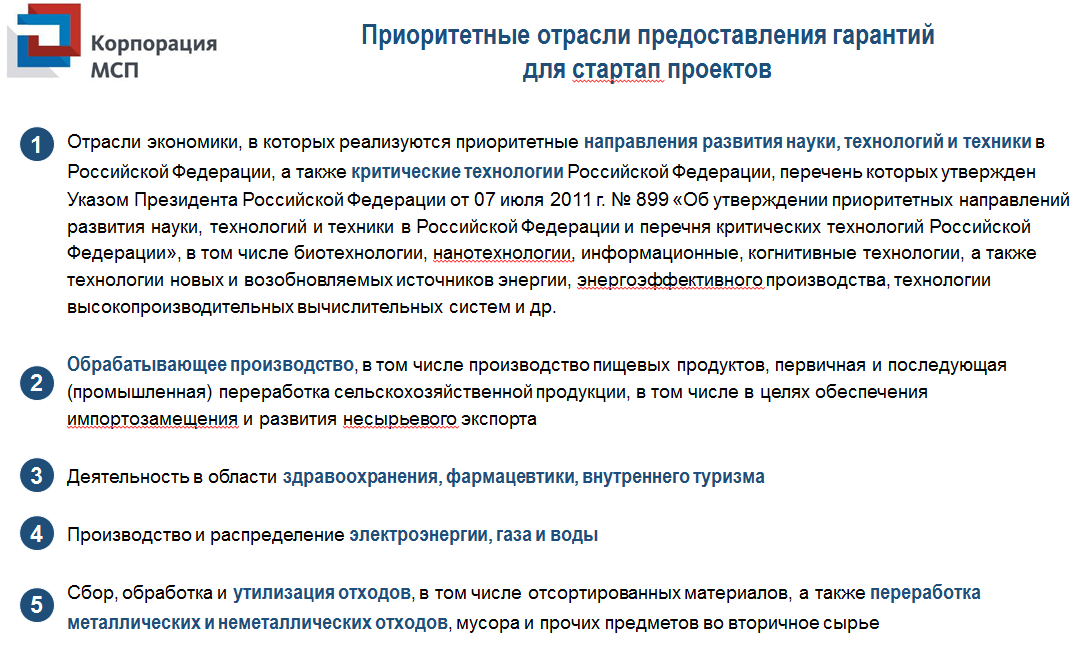 Корпорация
МСП
Приоритетные отрасли предоставления гарантий
для стартап проектов
1
Отрасли экономики, в которых реализуются приоритетные направления развития науки, технологий и техники в
Российской Федерации, а также критические технологии Российской Федерации, перечень которых утвержден
Указом Президента Российской Федерации от 07 июля 2011 г. № 899 «Об утверждении приоритетных направлений
развития науки, технологий и техники в Российской Федерации и перечня критических технологий Российской
Федерации», в том числе биотехнологии, нанотехнологии, информационные, когнитивные технологии, а также
технологии новых и возобновляемых источников энергии, энергоэффективного производства, технологии
высокопроизводительных вычислительных систем и др.
2
Обрабатывающее производство, в том числе производство пищевых продуктов, первичная и последующая
(промышленная) переработка сельскохозяйственной продукции, в том числе в целях обеспечения
импортозамещения и развития несырьевого экспорта
3
Деятельность в области здравоохранения, фармацевтики, внутреннего туризма
4
Производство и распределение электроэнергии, газа и воды
5
Сбор, обработка и утилизация отходов, в том числе отсортированных материалов, а также переработка
металлических и неметаллических отходов, мусора и прочих предметов во вторичное сырье